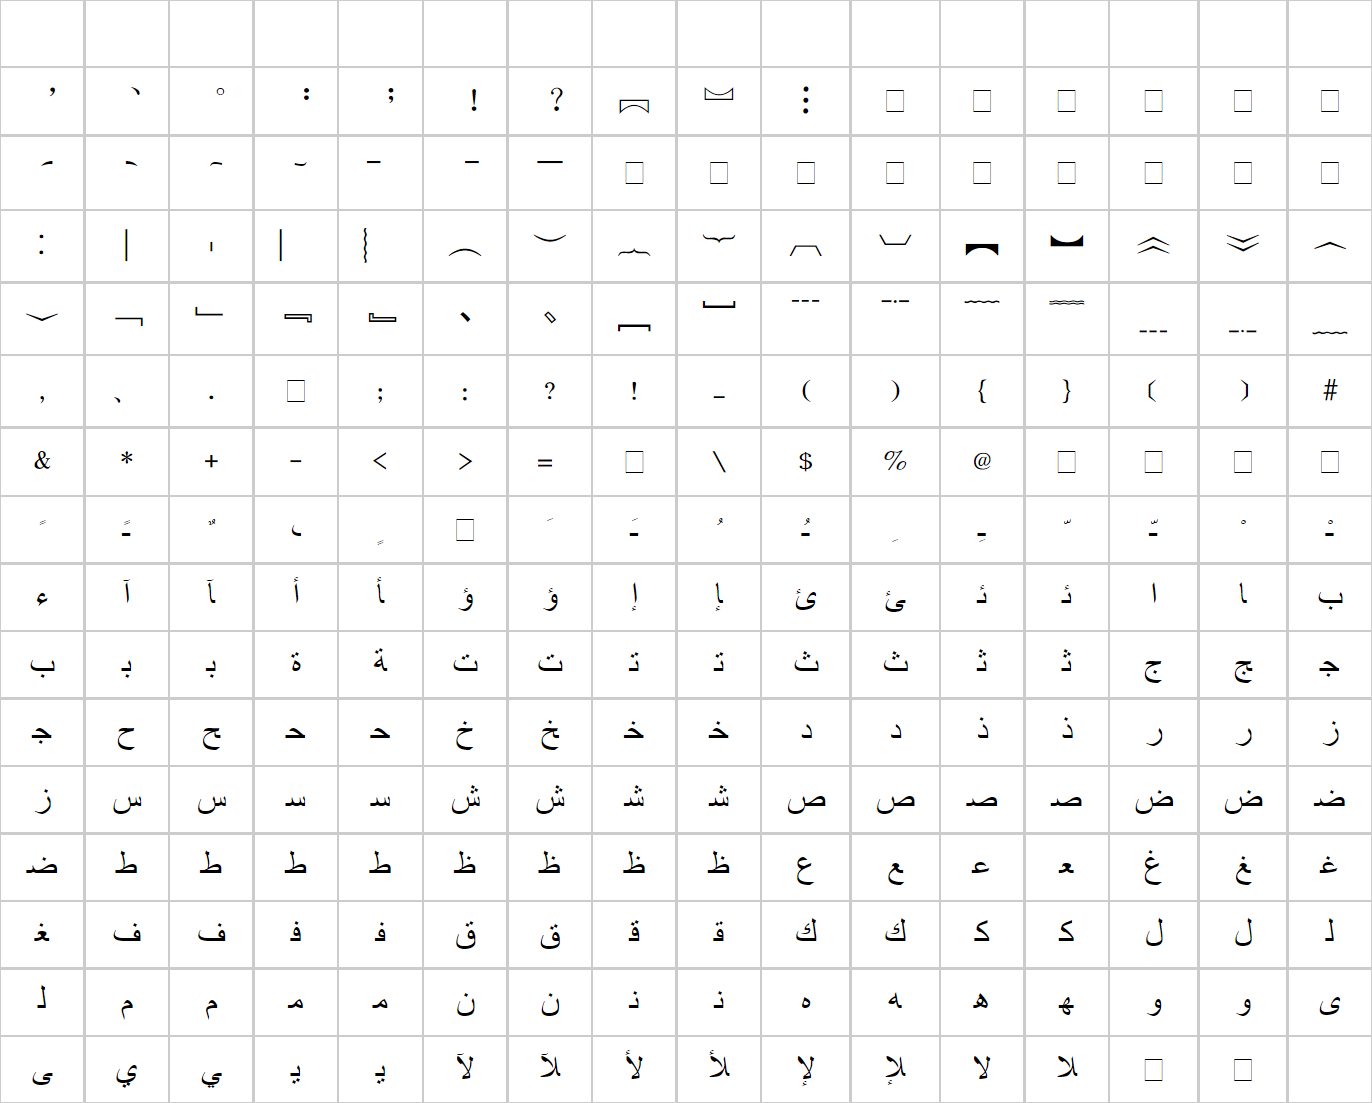 ︐ ︑ ︒ ︓ ︔ ︕ ︖ ︗ ︘ ︙ □ □ □ □ □ □
︠ ︡ ︢ ︣ ︤ ︥ ︦ □ □ □ □ □ □ □ □ □
︰ ︱ ︲ ︳ ︴ ︵ ︶ ︷ ︸ ︹ ︺ ︻ ︼ ︽ ︾ ︿
﹀ ﹁ ﹂ ﹃ ﹄ ﹅ ﹆ ﹇ ﹈ ﹉ ﹊ ﹋ ﹌ ﹍ ﹎ ﹏
﹐ ﹑ ﹒ □ ﹔ ﹕ ﹖ ﹗ ﹘ ﹙ ﹚ ﹛ ﹜ ﹝ ﹞ ﹟
﹠ ﹡ ﹢ ﹣ ﹤ ﹥ ﹦ □ ﹨ ﹩ ﹪ ﹫ □ □ □ □
ﹰ ﹱ ﹲ ﹳ ﹴ □ ﹶ ﹷ ﹸ ﹹ ﹺ ﹻ ﹼ ﹽ ﹾ ﹿ
ﺀ ﺁ ﺂ ﺃ ﺄ ﺅ ﺆ ﺇ ﺈ ﺉ ﺊ ﺋ ﺌ ﺍ ﺎ ﺏ
ﺐ ﺑ ﺒ ﺓ ﺔ ﺕ ﺖ ﺗ ﺘ ﺙ ﺚ ﺛ ﺜ ﺝ ﺞ ﺟ
ﺠ ﺡ ﺢ ﺣ ﺤ ﺥ ﺦ ﺧ ﺨ ﺩ ﺪ ﺫ ﺬ ﺭ ﺮ ﺯ
ﺰ ﺱ ﺲ ﺳ ﺴ ﺵ ﺶ ﺷ ﺸ ﺹ ﺺ ﺻ ﺼ ﺽ ﺾ ﺿ
ﻀ ﻁ ﻂ ﻃ ﻄ ﻅ ﻆ ﻇ ﻈ ﻉ ﻊ ﻋ ﻌ ﻍ ﻎ ﻏ
ﻐ ﻑ ﻒ ﻓ ﻔ ﻕ ﻖ ﻗ ﻘ ﻙ ﻚ ﻛ ﻜ ﻝ ﻞ ﻟ
ﻠ ﻡ ﻢ ﻣ ﻤ ﻥ ﻦ ﻧ ﻨ ﻩ ﻪ ﻫ ﻬ ﻭ ﻮ ﻯ
ﻰ ﻱ ﻲ ﻳ ﻴ ﻵ ﻶ ﻷ ﻸ ﻹ ﻺ ﻻ ﻼ □ □